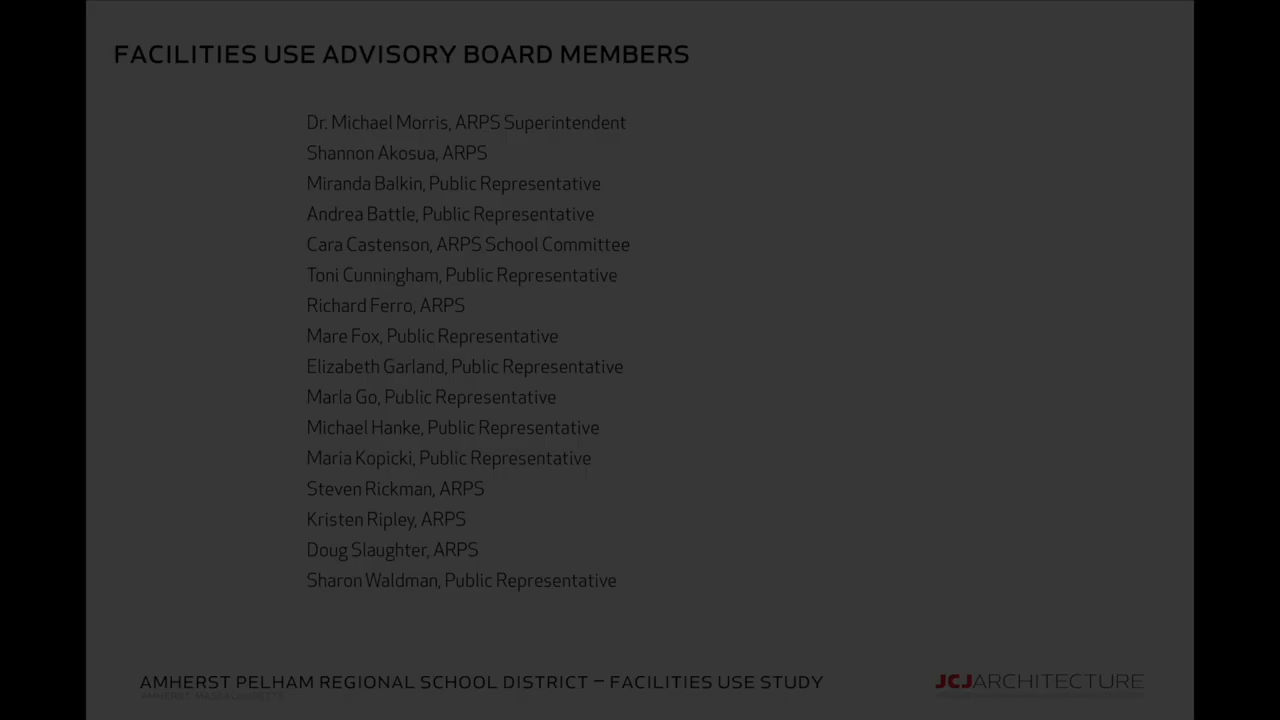 FACILITIES USE ADVISORY BOARD MEMBERS
Dr. Michael Morris, ARPS Superintendent
Shannon Akosua, ARPS
Miranda Balkin, Public Representative
Andrea Battle, Public Representative
Cara Castenson, ARPS School Committee
Toni Cunningham, Public Representative
Richard Ferro, ARPS
Mare Fox, Public Representative
Elizabeth Garland, Public Representative
Marla Go, Public Representative
Michael Hanke, Public Representative
Maria Kopicki, Public Representative
Steven Rickman, ARPS
Kristen Ripley, ARPS
Doug Slaughter, ARPS
Sharon Waldman, Public Representative
AMHERST PELHAM REGIONAL SCHOOL DISTRICT – FACILITIES USE STUDY
AMHERST, MASSACHUSETTS
JCJARCHITECTURE